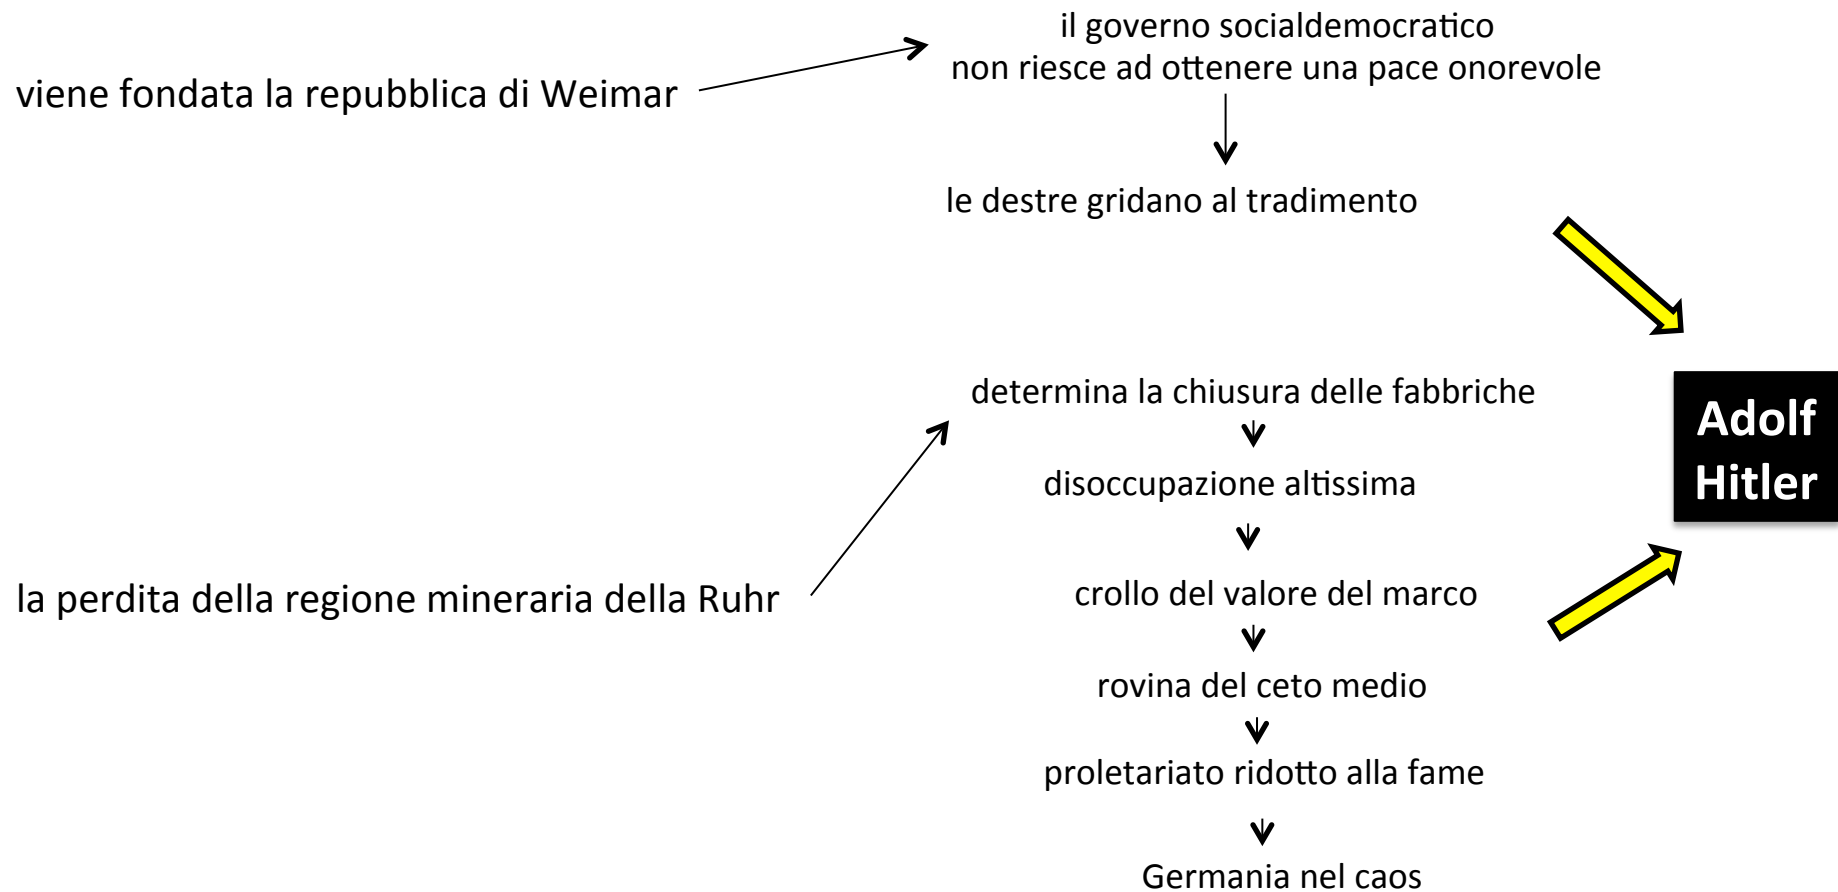 viene fondata la repubblica di Weimar
il governo socialdemocratico
non riesce ad ottenere una pace onorevole
le destre gridano al tradimento
la perdita della regione mineraria della Ruhr
determina la chiusura delle fabbriche
disoccupazione altissima
crollo del valore del marco
rovina del ceto medio
proletariato ridotto alla fame
Germania nel caos
Adolf
Hitler